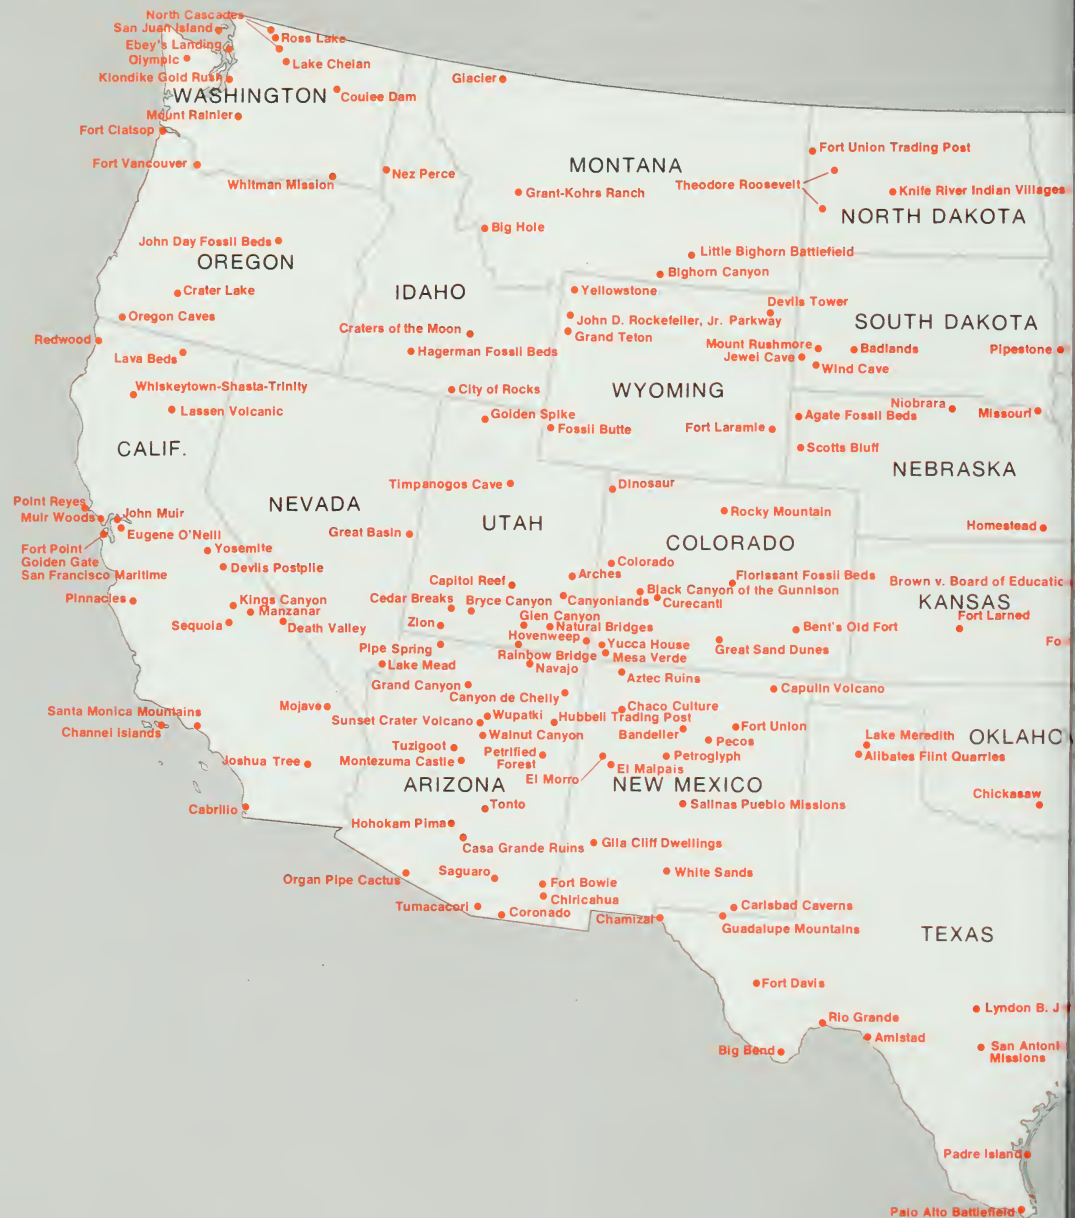 North Cascades
San Juan Island
Ross Lake
Ebey's Landing
Olympic
Lake Chelan
Klondike Gold Rush
Glacier
WASHINGTON
Coulee Dam
Mount Rainier
Fort Clatsop
Fort Union Trading Post
Fort Vancouver
MONTANA
Nez Perce
Whitman Mission
Theodore Roosevelt
Grant-Kohrs Ranch
Knife River Indian Villages
NORTH DAKOTA
Big Hole
John Day Fossil Beds
Little Bighorn Battlefield
OREGON
Bighorn Canyon
Crater Lake
IDAHO
Yellowstone
Devils Tower
Oregon Caves
John D. Rockefeller, Jr. Parkway
SOUTH DAKOTA
Craters of the Moon
Grand Teton
Redwood
Mount Rushmore
Badlands
Pipestone
Lava Beds
Hagerman Fossil Beds
Jewel Cave
Wind Cave
Whiskeytown-Shasta-Trinity
City of Rocks
WYOMING
Niobrara
Missouri
Lassen Volcanic
Golden Spike
Agate Fossil Beds
Fossil Butte
Fort Laramie
CALIF.
Scotts Bluff
NEBRASKA
Timpanogos Cave
Dinosaur
Point Reyes
NEVADA
Muir Woods
John Muir
Rocky Mountain
UTAH
Eugene O'Neill
Great Basin
Homestead
Fort Point
Yosemite
COLORADO
Golden Gate
Devils Postpile
Colorado
San Francisco Maritime
Arches
Florissant Fossil Beds
Capitol Reef
Brown v. Board of Educatio
Black Canyon of the Gunnison
Pinnacles
Kings Canyon
Cedar Breaks
Bryce Canyon
Canyonlands
Curecanti
KANSAS
Manzanar
Glen Canyon
Fort Larned
Sequoia
Death Valley
Zion
Natural Bridges
Bent's Old Fort
Hovenweep
Pipe Spring
Yucca House
Great Sand Dunes
Fo
Rainbow Bridge
Mesa Verde
Lake Mead
Navajo
Aztec Ruins
Grand Canyon
Canyon de Chelly
Capulin Volcano
Mojave
Chaco Culture
Santa Monica Mountains
Sunset Crater Volcano
Wupatki
Hubbell Trading Post
Fort Union
Channel Islands
Walnut Canyon
Bandelier
Lake Meredith
OKLAHO
Tuzigoot
Petrified
Forest
Pecos
Alibates Flint Quarries
Joshua Tree
Montezuma Castle
Petroglyph
El Malpais
El Morro
ARIZONA
NEW MEXICO
Chickasaw
Cabrillo
Tonto
Salinas Pueblo Missions
Hohokam Pima
Casa Grande Ruins
Gila Cliff Dwellings
Saguaro
White Sands
Organ Pipe Cactus
Fort Bowie
Chiricahua
Tumacacori
Coronado
Carlsbad Caverns
Chamizal
Guadalupe Mountains
TEXAS
Fort Davis
Lyndon B. J
Rio Grande
Amistad
Big Bend
San Antoni
Missions
Padre Island
Palo Alto Battlefield